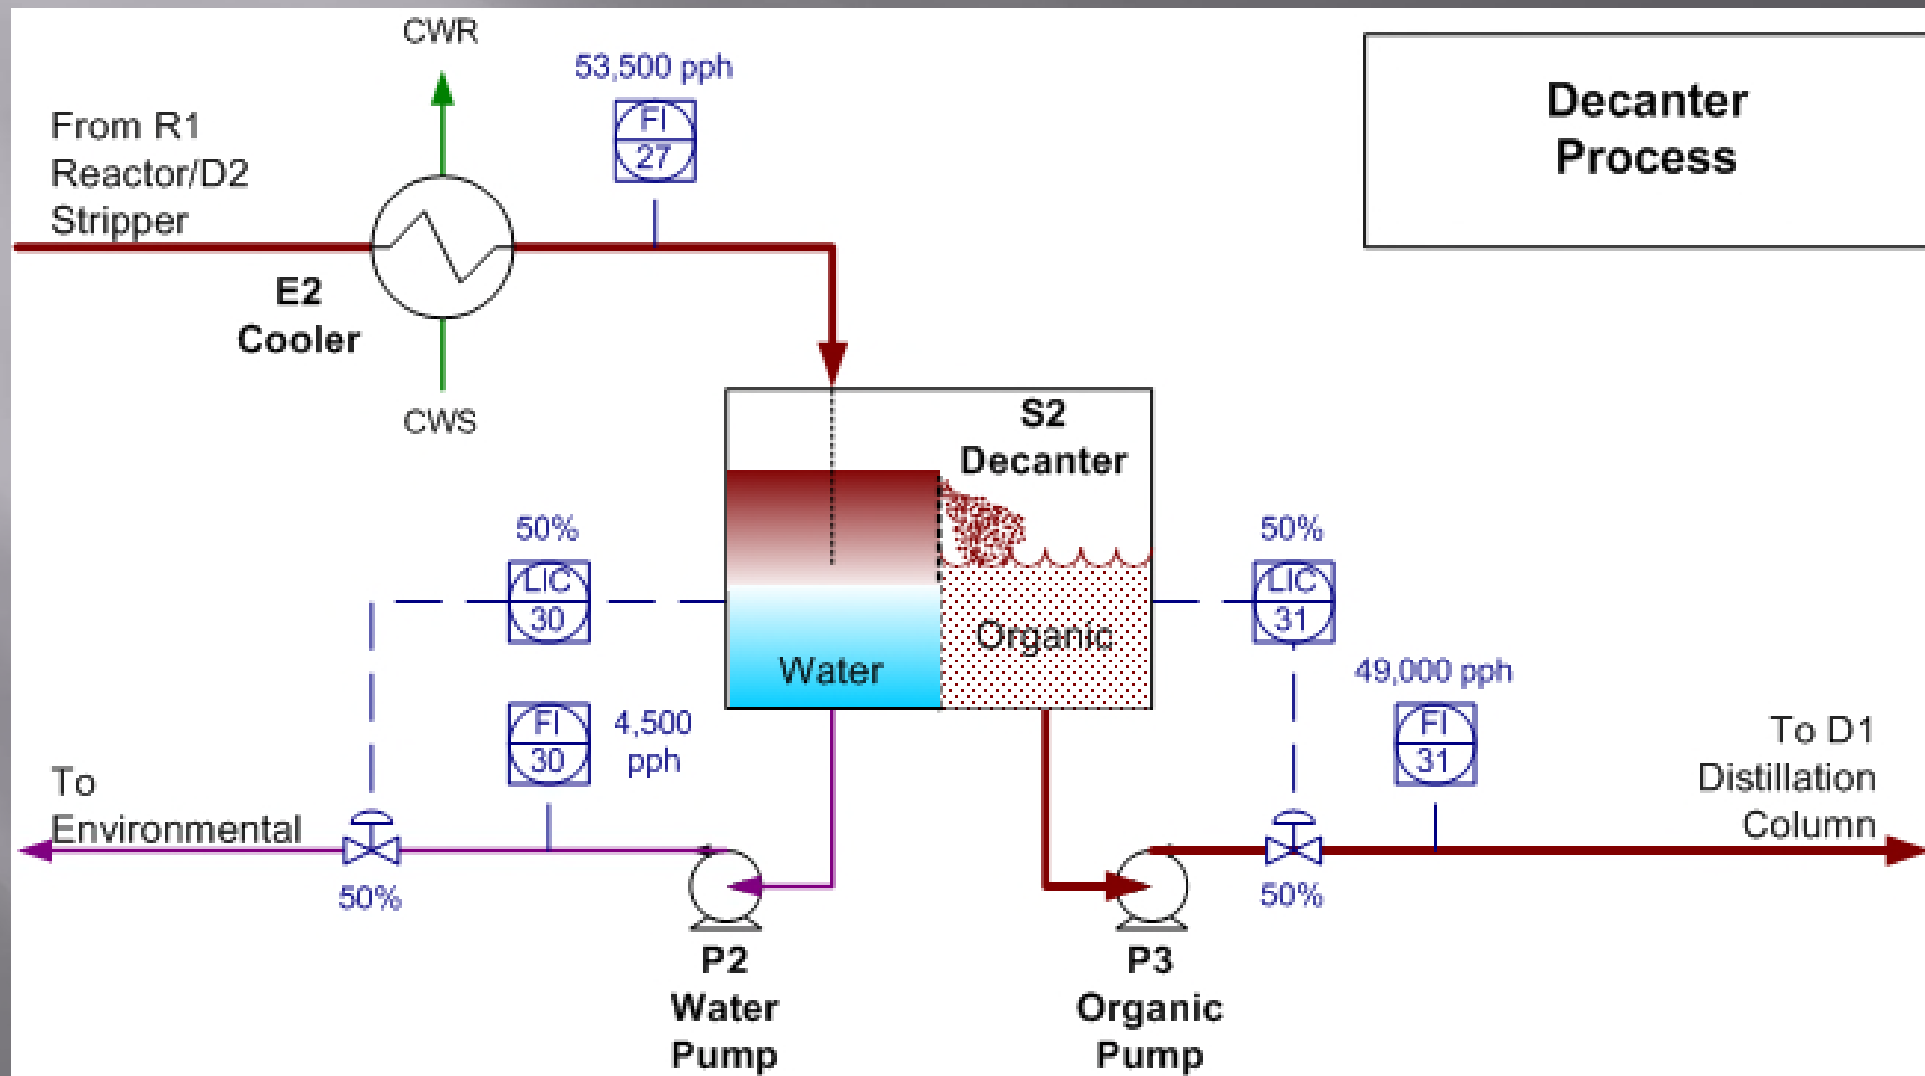 CWR
53,500 pph
FI
27
From R1
Reactor/D2
Stripper
Decanter
Process
E2
Cooler
CWS
S2
Decanter
50%
LIC
30
50%
LIC
31
Water
Organic
FI
30
4,500
pph
49,000 pph
FI
31
To
Environmental
50%
50%
To D1
Distillation
Column
P2
Water
Pump
P3
Organic
Pump